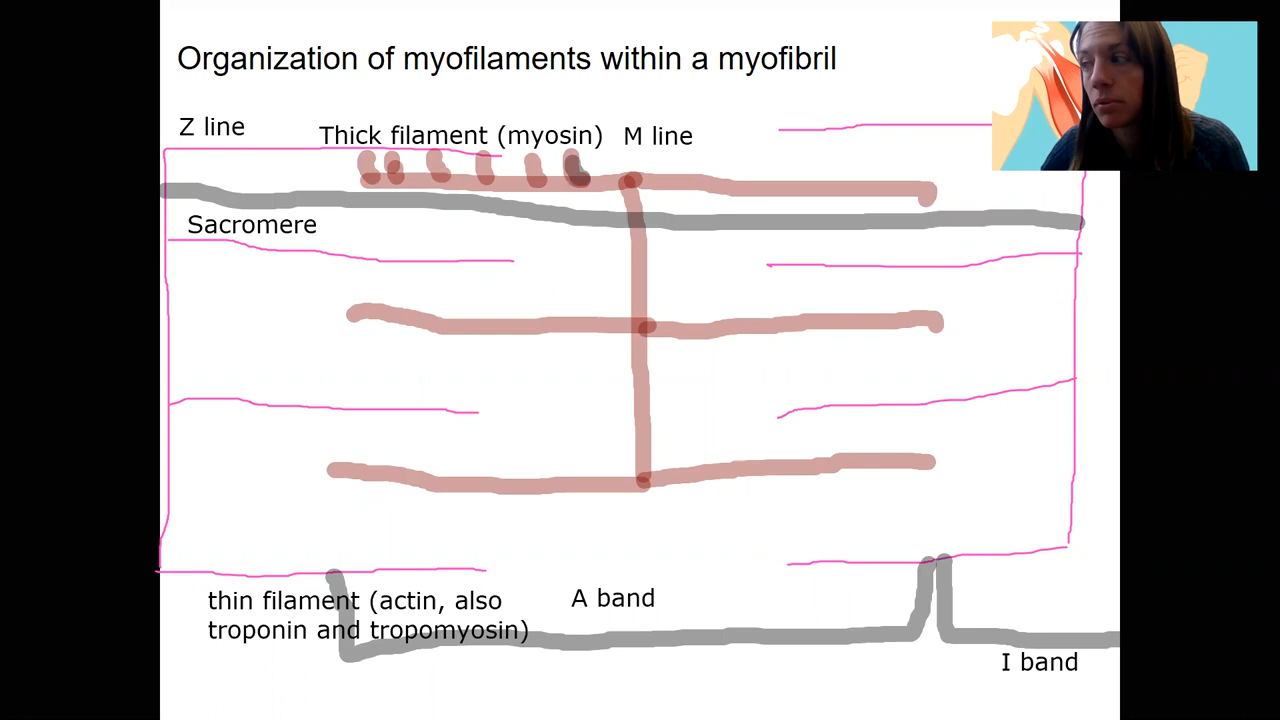 Organization of myofilaments within a myofibril
Z line
Thick filament (myosin)
M line
Sacromere
thin filament (actin, also
troponin and tropomyosin)
A band
I band